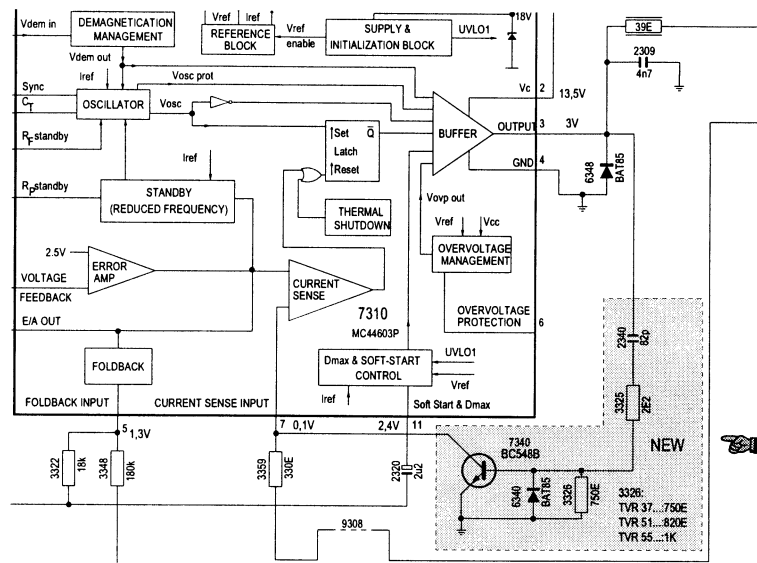 Vdem in
DEMAGNETICATION
MANAGEMENT
Vref Iref
REFERENCE
BLOCK
Vref
enable
SUPPLY &
INITIALIZATION BLOCK
UVLO1
18V
39E
2309
4n7
Vdem out
Iref
Vosc prot
Sync
CT
OSCILLATOR
Vosc
RF standby
Vc 2 13,5V
BUFFER
OUTPUT 3 3V
GND 4
6348
BAT85
Set Q
Latch
Reset
Iref
RP standby
STANDBY
(REDUCED FREQUENCY)
THERMAL
SHUTDOWN
Vovp out
Vref Vcc
OVERVOLTAGE
MANAGEMENT
2.5V
ERROR
AMP
VOLTAGE
FEEDBACK
E/A OUT
CURRENT
SENSE
7310
MC44603P
OVERVOLTAGE
PROTECTION 6
FOLDBACK
Dmax & SOFT-START
CONTROL
UVLO1
Vref
Iref
FOLDBACK INPUT
CURRENT SENSE INPUT
Soft Start & Dmax
5 1,3V
7 0,1V
2,4V 11
3322
18k
3348
180k
3359
330E
2320
2u2
9308
2340
82p
3325
2E2
NEW
7340
BC548B
6340
BAT85
3326
750E
3326:
TVR 37...:750E
TVR 51...:820E
TVR 55...:1K